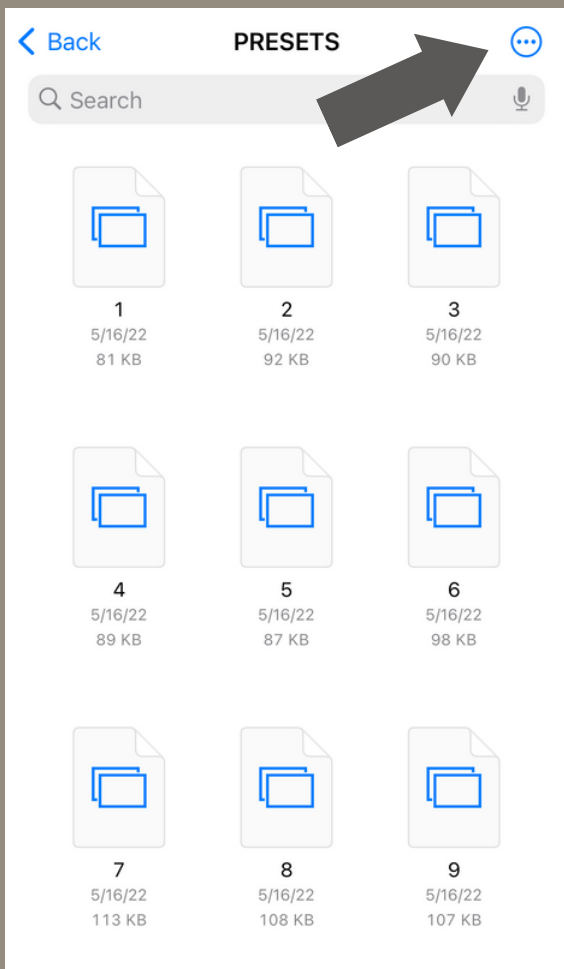 Back PRESETS
Search
1 2 3
5/16/22 5/16/22 5/16/22
81 KB 92 KB 90 KB
4 5 6
5/16/22 5/16/22 5/16/22
89 KB 87 KB 98 KB
7 8 9
5/16/22 5/16/22 5/16/22
113 KB 108 KB 107 KB